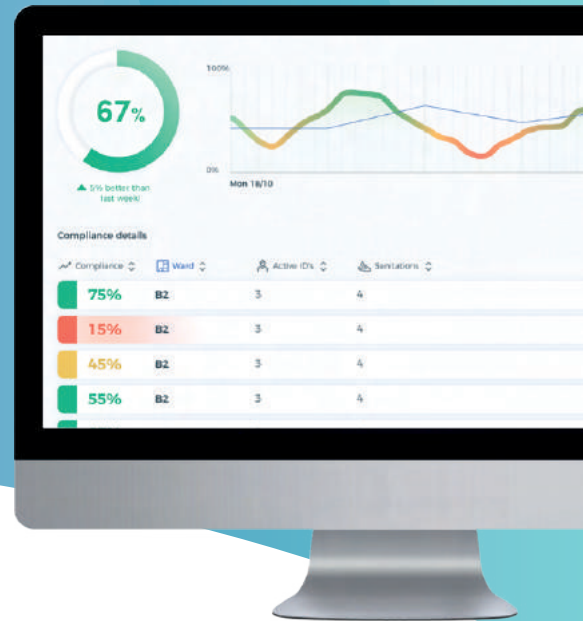 100%
67%
0%
Mon 18/10
5% better than
last week!
Compliance details
Compliance Ward Active ID's Sanitations
75% B2 3 4
15% B2 3 4
45% B2 3 4
55% B2 3 4